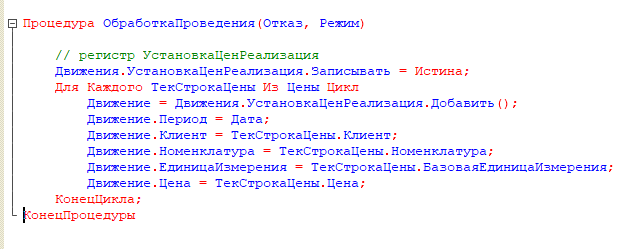 Процедура ОбработкаПроведения(Отказ, Режим)
// регистр УстановкаЦенРеализация
Движения.УстановкаЦенРеализация.Записывать = Истина;
Для Каждого ТекСтрокаЦены Из Цены Цикл
Движение = Движения.УстановкаЦенРеализация.Добавить();
Движение.Период = Дата;
Движение.Клиент = ТекСтрокаЦены.Клиент;
Движение.Номенклатура = ТекСтрокаЦены.Номенклатура;
Движение.ЕдиницаИзмерения = ТекСтрокаЦены.БазоваяЕдиницаИзмерения;
Движение.Цена = ТекСтрокаЦены.Цена;
КонецЦикла;
КонецПроцедуры